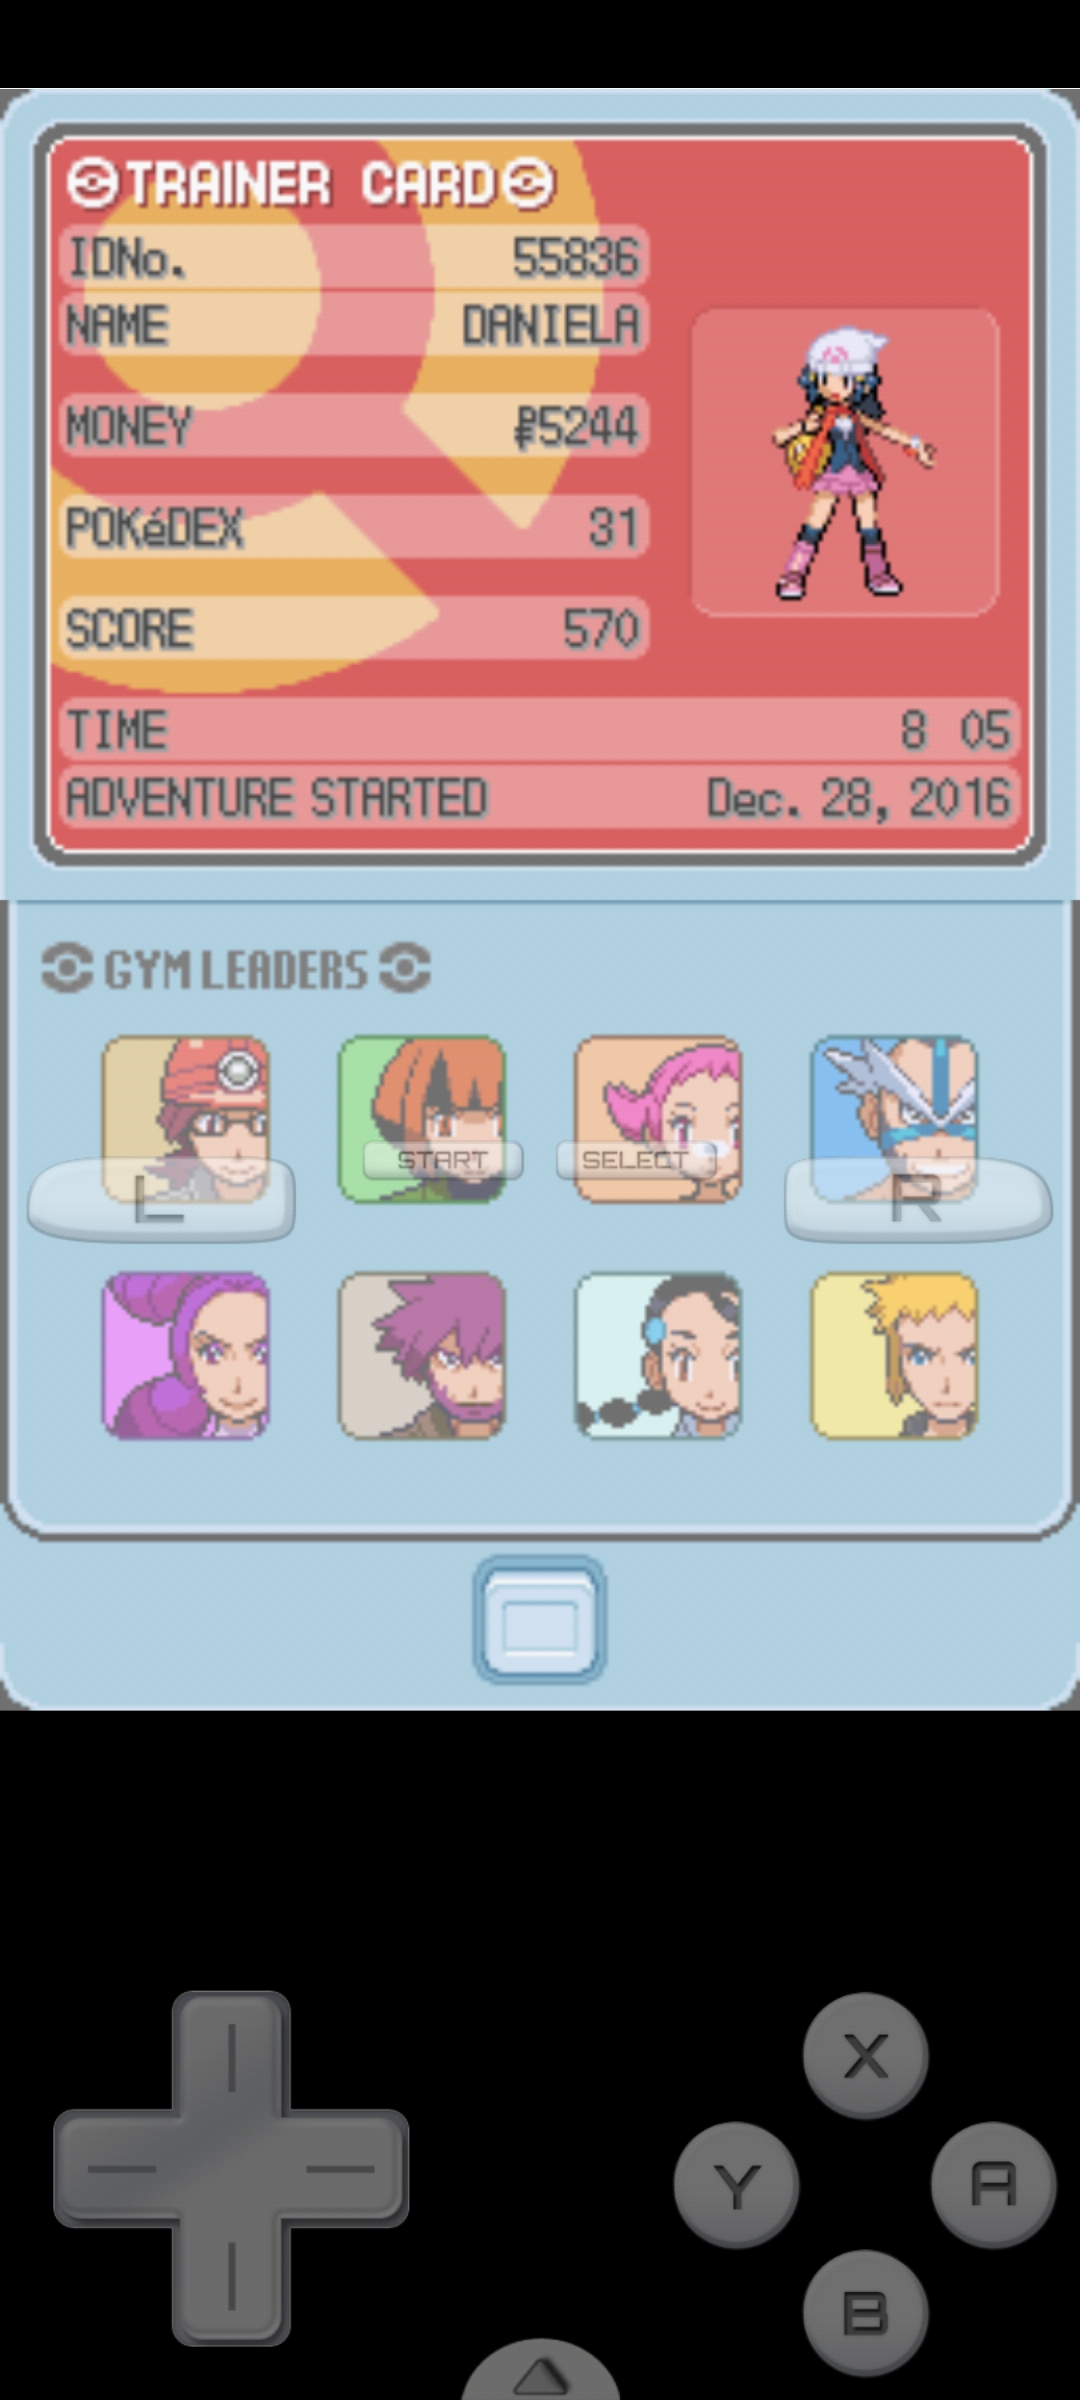 TRAINER CARD
IDNo. 55836
NAME DANIELA
MONEY ₽5244
POKéDEX 31
SCORE 570
TIME 8 05
ADVENTURE STARTED Dec. 28, 2016
GYM LEADERS
START SELECT
L R
X
Y A
B